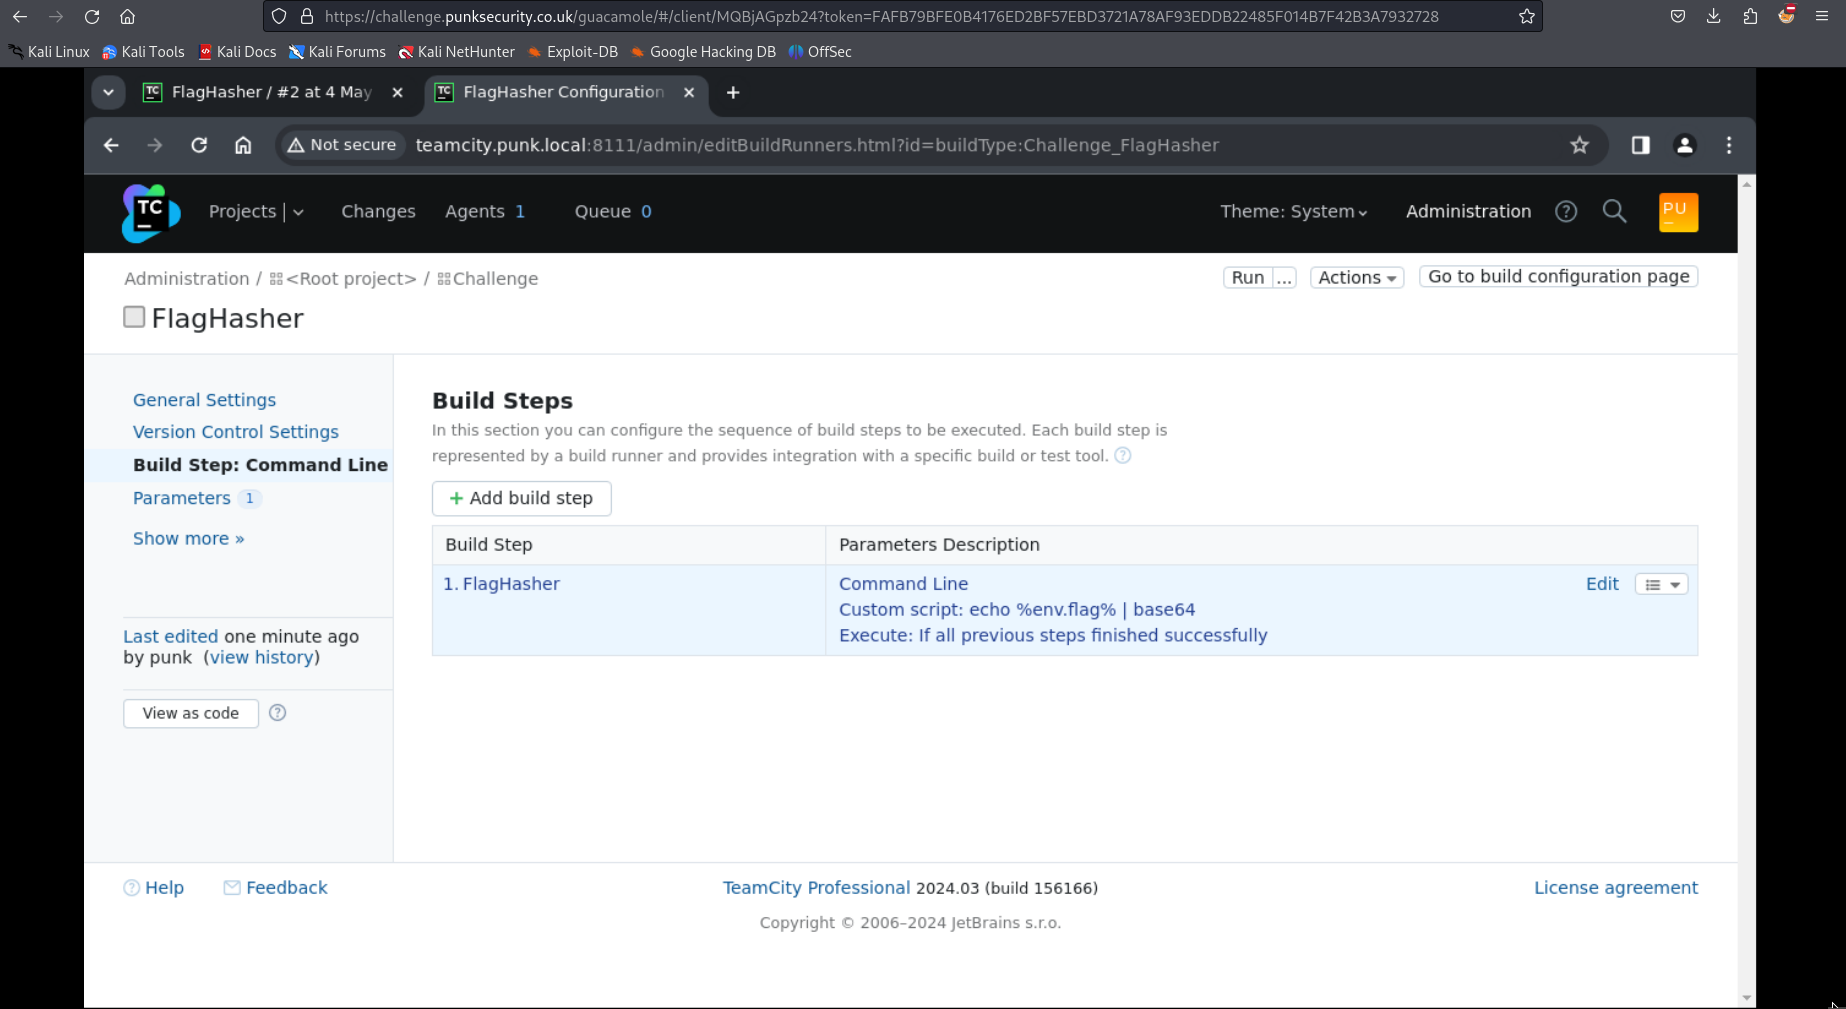 https://challenge.punksecurity.co.uk/guacamole/#/client/MQBjAGpzb24?token=FAFB79BFE0B4176ED2BF57EBD3721A78AF93EDDB22485F014B7F42B3A7932728
Kali Linux Kali Tools Kali Docs Kali Forums Kali NetHunter Exploit-DB Google Hacking DB OffSec
TC FlagHasher / #2 at 4 May TC FlagHasher Configuration
Not secure teamcity.punk.local:8111/admin/editBuildRunners.html?id=buildType:Challenge_FlagHasher
TC Projects Changes Agents 1 Queue 0 Theme: System Administration ? PU
Administration / <Root project> / Challenge Run ... Actions Go to build configuration page
FlagHasher
General Settings
Version Control Settings
Build Step: Command Line
Parameters 1
Show more »
Last edited one minute ago
by punk (view history)
View as code ?
Build Steps
In this section you can configure the sequence of build steps to be executed. Each build step is
represented by a build runner and provides integration with a specific build or test tool. ?
+ Add build step
Build Step Parameters Description
1. FlagHasher Command Line Edit
Custom script: echo %env.flag% | base64
Execute: If all previous steps finished successfully
? Help Feedback TeamCity Professional 2024.03 (build 156166) License agreement
Copyright © 2006–2024 JetBrains s.r.o.